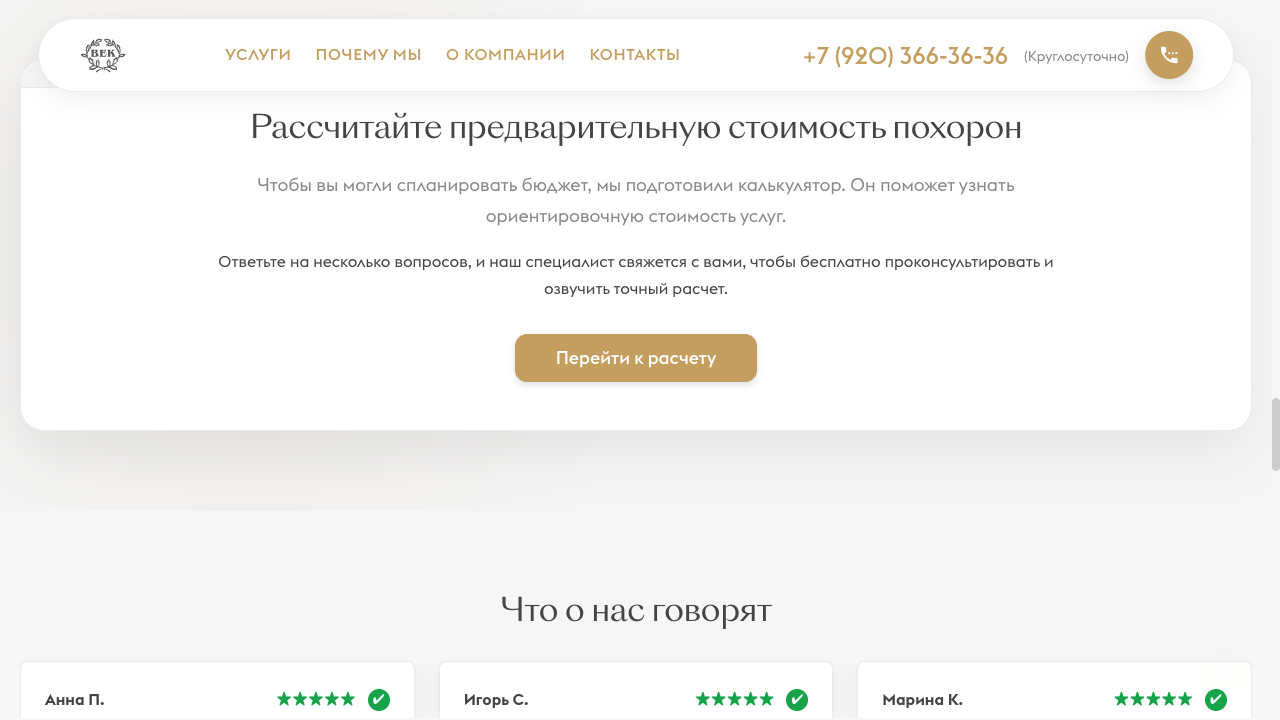 ВЕК
УСЛУГИ ПОЧЕМУ МЫ О КОМПАНИИ КОНТАКТЫ +7 (920) 366-36-36 (Круглосуточно)
Рассчитайте предварительную стоимость похорон
Чтобы вы могли спланировать бюджет, мы подготовили калькулятор. Он поможет узнать
ориентировочную стоимость услуг.
Ответьте на несколько вопросов, и наш специалист свяжется с вами, чтобы бесплатно проконсультировать и
озвучить точный расчет.
Перейти к расчету
Что о нас говорят
Анна П. Игорь С. Марина К.